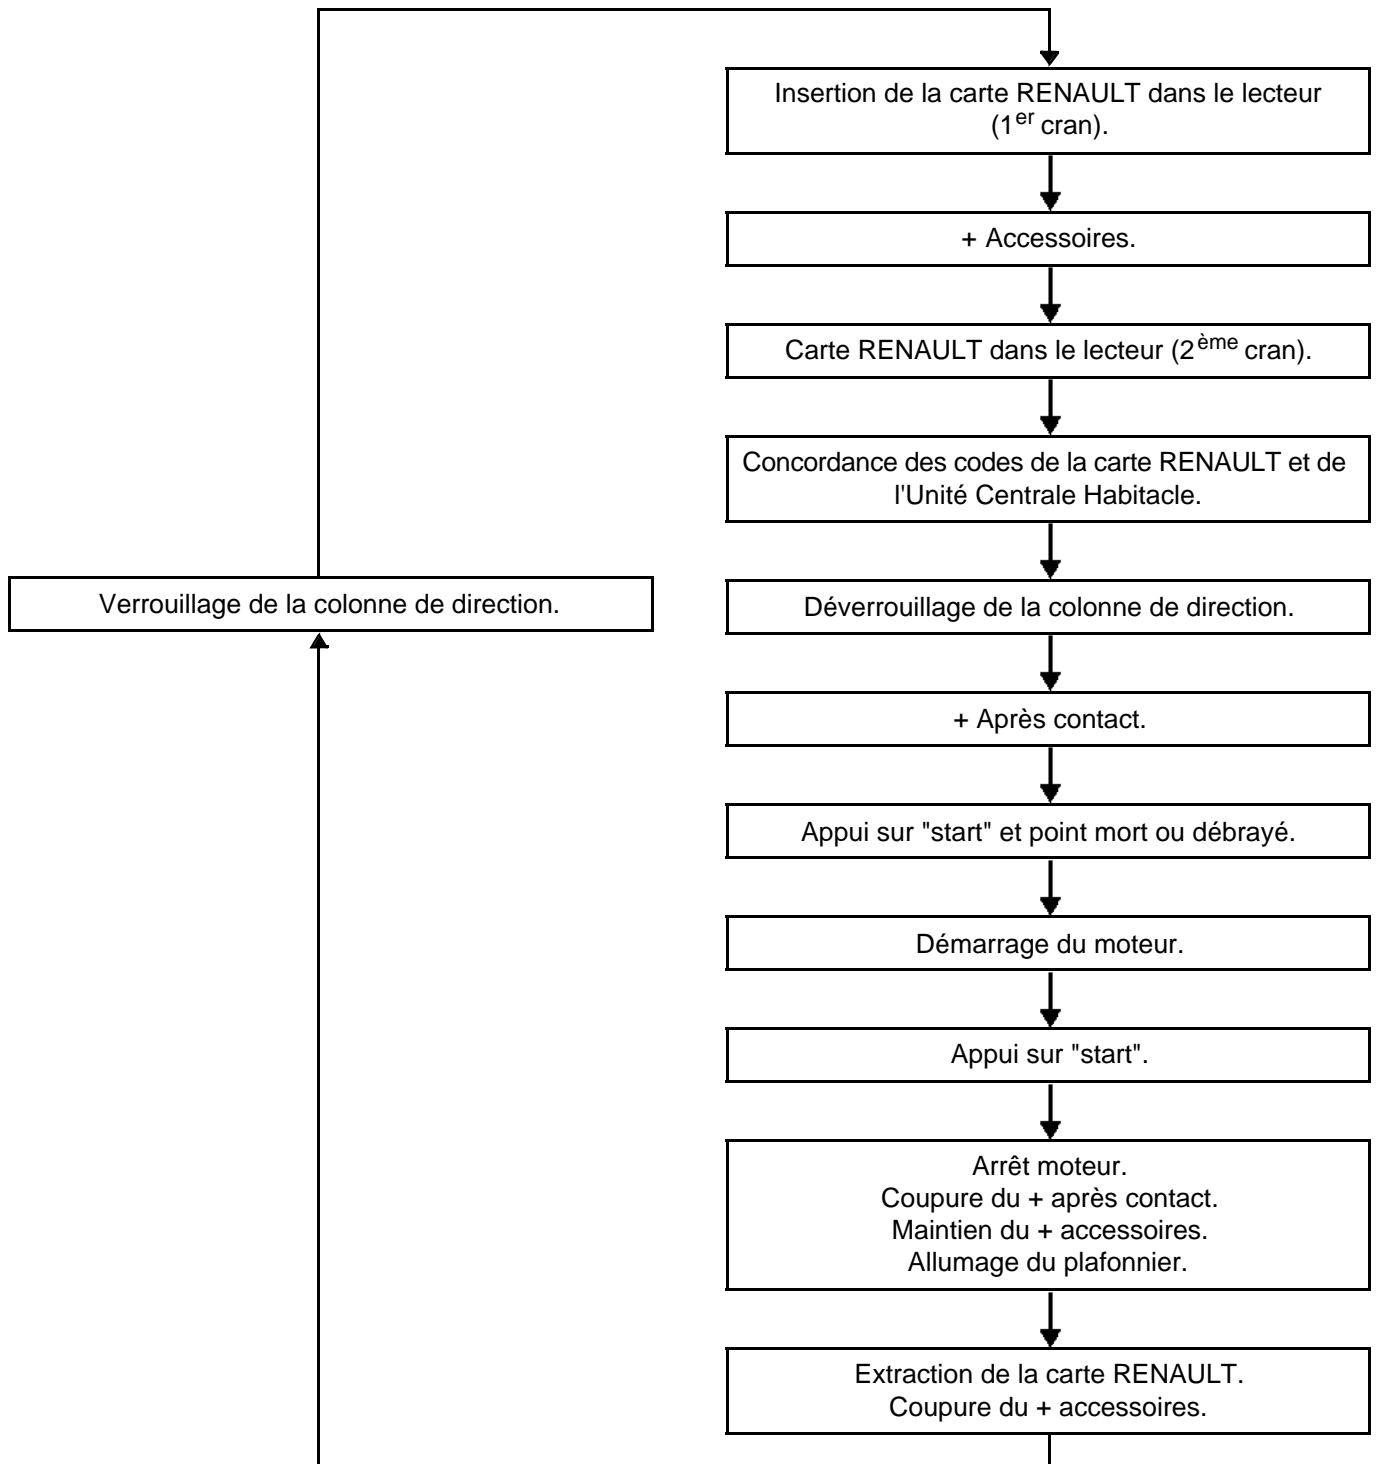 Insertion de la carte RENAULT dans le lecteur
(1er cran).
+ Accessoires.
Carte RENAULT dans le lecteur (2ème cran).
Concordance des codes de la carte RENAULT et de
l'Unité Centrale Habitacle.
Verrouillage de la colonne de direction.
Déverrouillage de la colonne de direction.
+ Après contact.
Appui sur "start" et point mort ou débrayé.
Démarrage du moteur.
Appui sur "start".
Arrêt moteur.
Coupure du + après contact.
Maintien du + accessoires.
Allumage du plafonnier.
Extraction de la carte RENAULT.
Coupure du + accessoires.